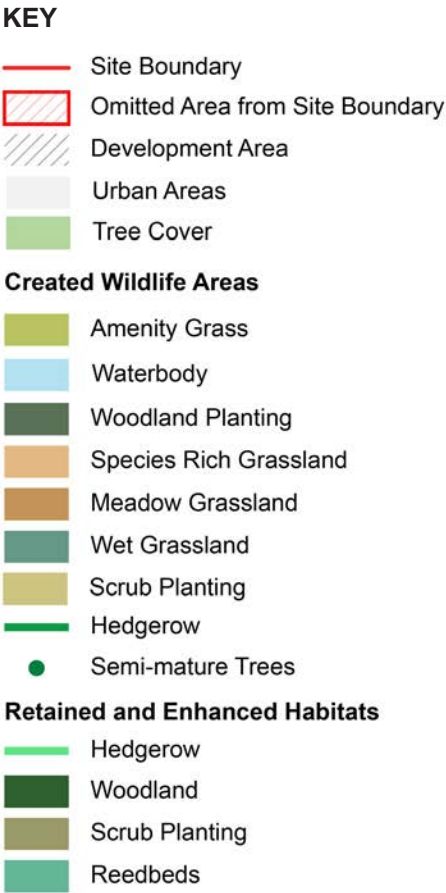 KEY
Site Boundary
Omitted Area from Site Boundary
Development Area
Urban Areas
Tree Cover
Created Wildlife Areas
Amenity Grass
Waterbody
Woodland Planting
Species Rich Grassland
Meadow Grassland
Wet Grassland
Scrub Planting
Hedgerow
Semi-mature Trees
Retained and Enhanced Habitats
Hedgerow
Woodland
Scrub Planting
Reedbeds